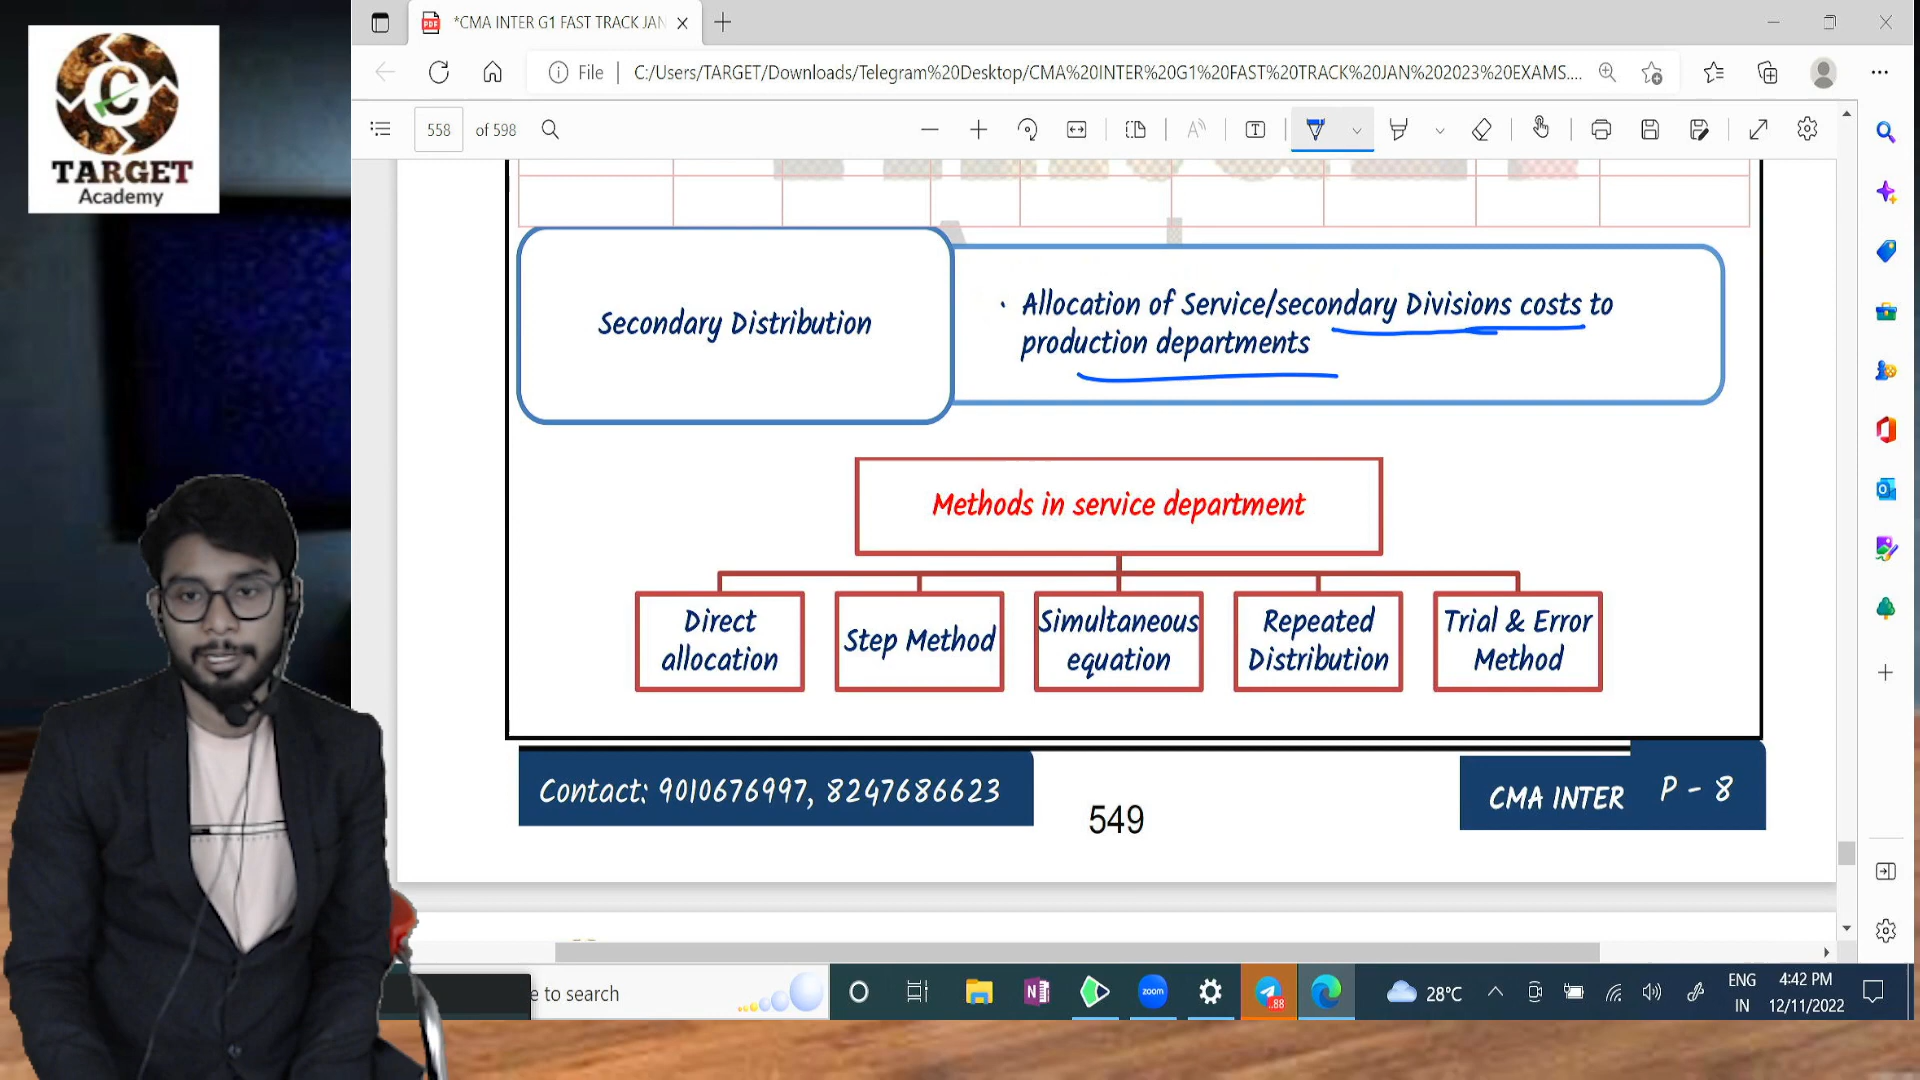 TARGET
Academy
*CMA INTER G1 FAST TRACK JAN
File
C:/Users/TARGET/Downloads/Telegram%20Desktop/CMA%20INTER%20G1%20FAST%20TRACK%20JAN%202023%20EXAMS....
558 of 598
Secondary Distribution
• Allocation of Service/secondary Divisions costs to
production departments
Methods in service department
Direct
allocation
Step Method
Simultaneous
equation
Repeated
Distribution
Trial & Error
Method
Contact: 9010676997, 8247686623
549
CMA INTER P - 8
e to search
zoom
28°C
ENG
IN
4:42 PM
12/11/2022